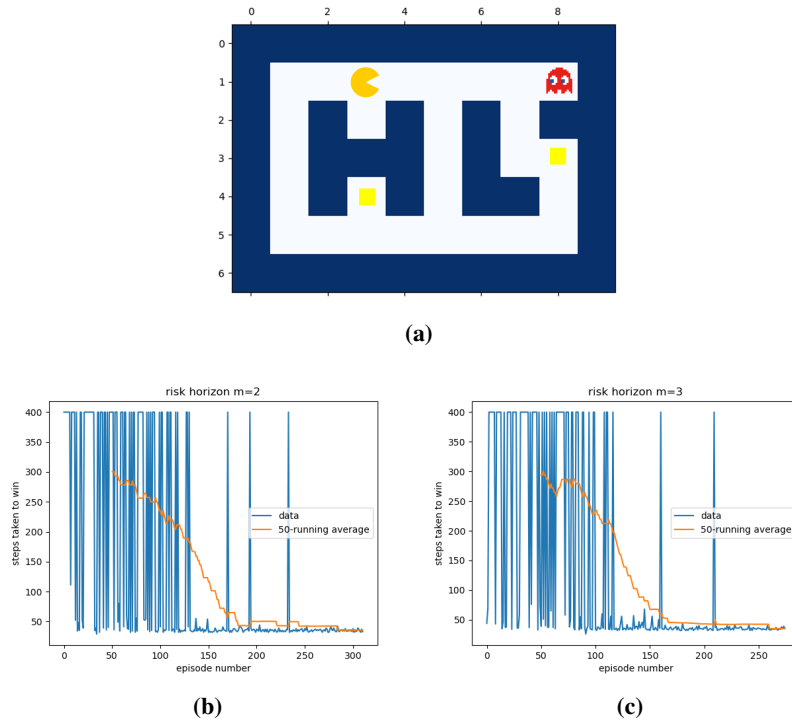 0 2 4 6 8
0
1
2
3
4
5
6
(a)
risk horizon m=2
400
350
300
250
200
150
100
50
steps taken to win
data
50-running average
0 50 100 150 200 250 300
episode number
(b)
risk horizon m=3
400
350
300
250
200
150
100
50
steps taken to win
data
50-running average
0 50 100 150 200 250
episode number
(c)